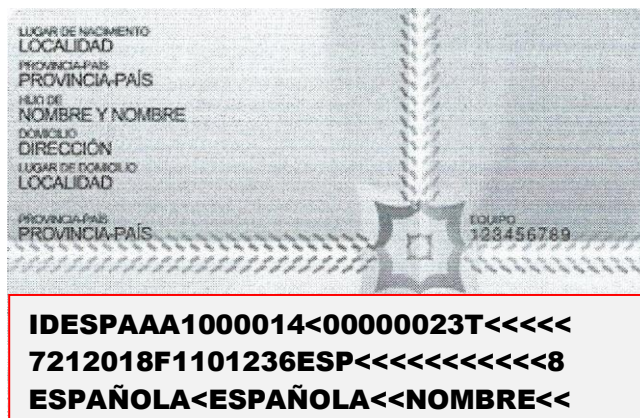 LUGAR DE NACIMIENTO
LOCALIDAD
PROVINCIA-PAÍS
PROVINCIA-PAÍS
HIJO DE
NOMBRE Y NOMBRE
DOMICILIO
DIRECCIÓN
LUGAR DE DOMICILIO
LOCALIDAD
PROVINCIA-PAÍS
PROVINCIA-PAÍS
EQUIPO
123456789
IDESPAAA1000014<00000023T<<<<<
7212018F1101236ESP<<<<<<<<<<<8
ESPAÑOLA<ESPAÑOLA<<NOMBRE<<